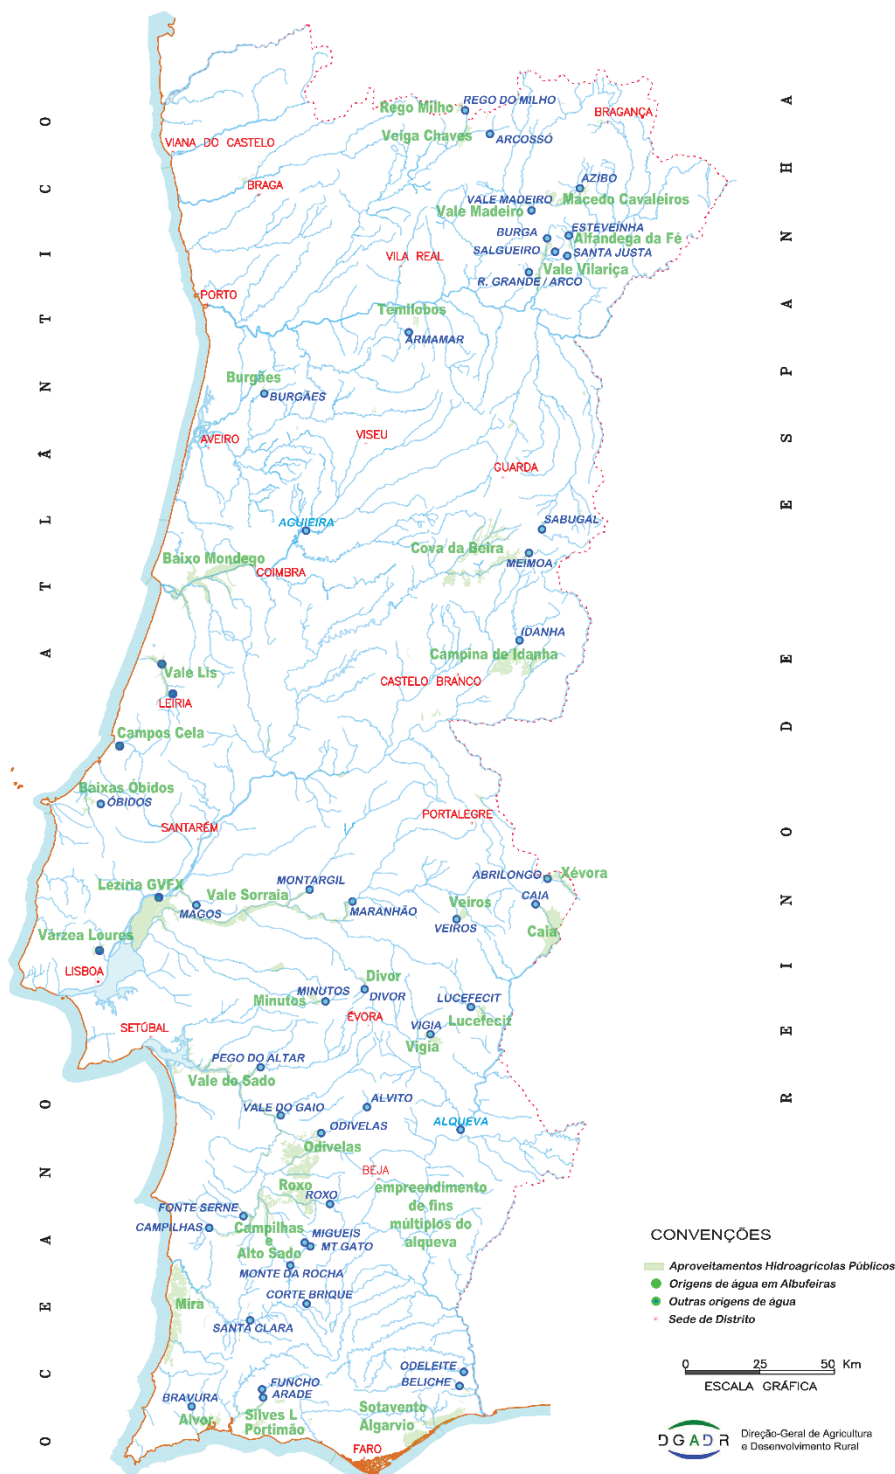 REGO DO MILHO
Rego Milho
BRAGANÇA
Veiga Chaves
ARCOSSÓ
VIANA DO CASTELO
BRAGA
AZIBO
VALE MADEIRO
Macedo Cavaleiros
Vale Madeiro
BURGA
ESTEVEINHA
Alfandega da Fé
SALGUEIRO
SANTA JUSTA
VILA REAL
Vale Vilariça
R. GRANDE / ARCO
PORTO
Temilobos
ARMAMAR
Burgães
BURGÃES
AVEIRO
VISEU
GUARDA
AGUIEIRA
SABUGAL
Cova da Beira
Baixo Mondego
MEIMOA
COIMBRA
IDANHA
Campina de Idanha
Vale Lis
CASTELO BRANCO
LEIRIA
Campos Cela
Baixas Óbidos
ÓBIDOS
SANTARÉM
PORTALEGRE
Xévora
ABRILONGO
Lezíria GVFX
MONTARGIL
Vale Sorraia
CAIA
MAGOS
MARANHÃO
Veiros
VEIROS
Caia
Várzea Loures
LISBOA
Divor
Minutos
MINUTOS
DIVOR
LUCEFECIT
ÉVORA
Lucefecit
SETÚBAL
VIGIA
Vigia
PEGO DO ALTAR
Vale do Sado
ALVITO
VALE DO GAIO
ALQUEVA
ODIVELAS
Odivelas
BEJA
Roxo
ROXO
empreendimento
de fins
múltiplos do
alqueva
FONTE SERNE
CAMPILHAS
Campilhas
e
Alto Sado
MIGUEIS
MT GATO
MONTE DA ROCHA
CORTE BRIQUE
Mira
SANTA CLARA
ODELEITE
BELICHE
FUNCHO
ARADE
BRAVURA
Alvor
Silves L
Portimão
Sotavento
Algarvio
FARO
OCEANO ATLÂNTICO
REINO DE ESPANHA
CONVENÇÕES
Aproveitamentos Hidroagrícolas Públicos
Origens de água em Albufeiras
Outras origens de água
Sede de Distrito
0 25 50 Km
ESCALA GRÁFICA
DGADR
Direção-Geral de Agricultura
e Desenvolvimento Rural